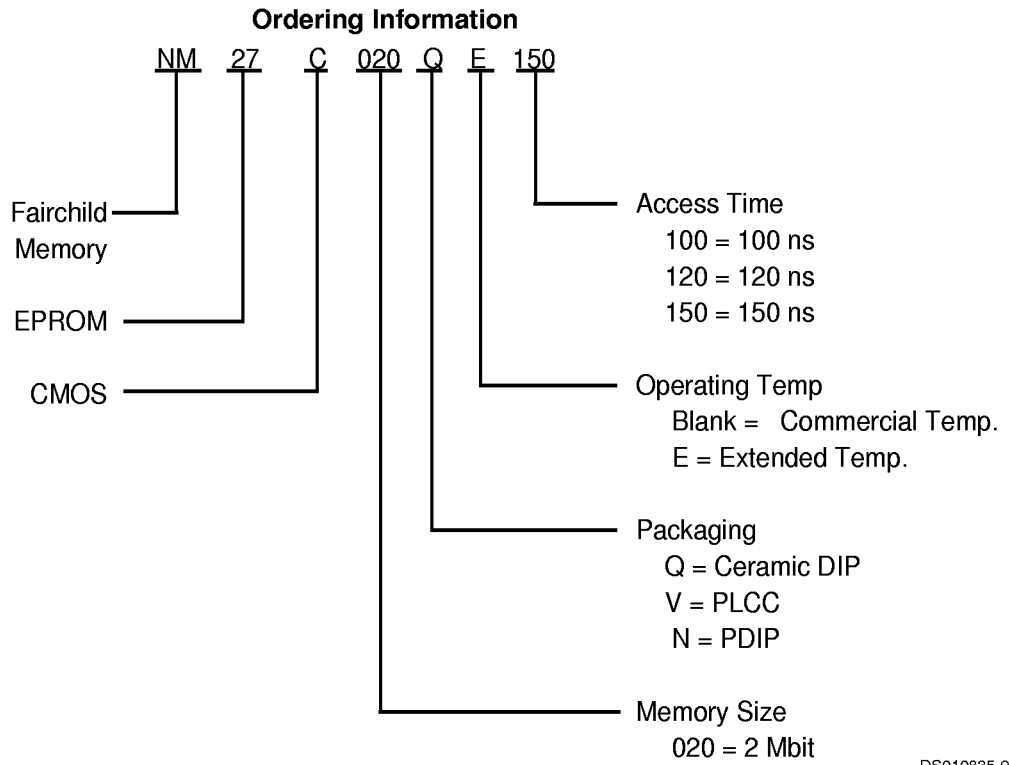 Ordering Information
NM 27 C 020 Q E 150
Fairchild
Memory
EPROM
CMOS
Access Time
100 = 100 ns
120 = 120 ns
150 = 150 ns
Operating Temp
Blank = Commercial Temp.
E = Extended Temp.
Packaging
Q = Ceramic DIP
V = PLCC
N = PDIP
Memory Size
020 = 2 Mbit